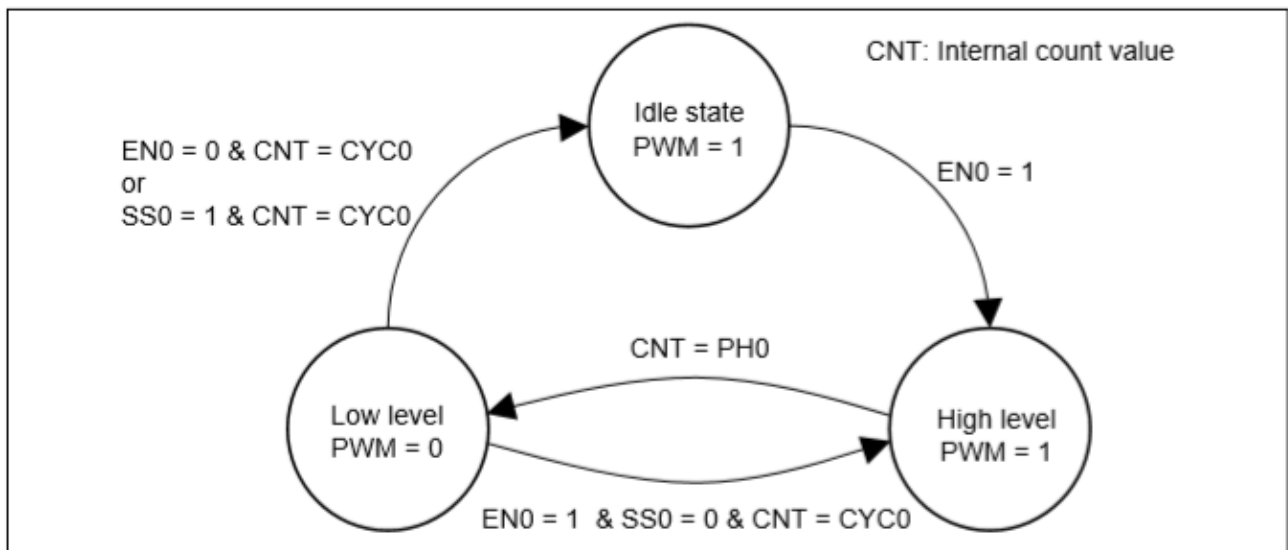 CNT: Internal count value
Idle state
PWM = 1
EN0 = 0 & CNT = CYC0
or
SS0 = 1 & CNT = CYC0
EN0 = 1
CNT = PH0
Low level
PWM = 0
High level
PWM = 1
EN0 = 1 & SS0 = 0 & CNT = CYC0